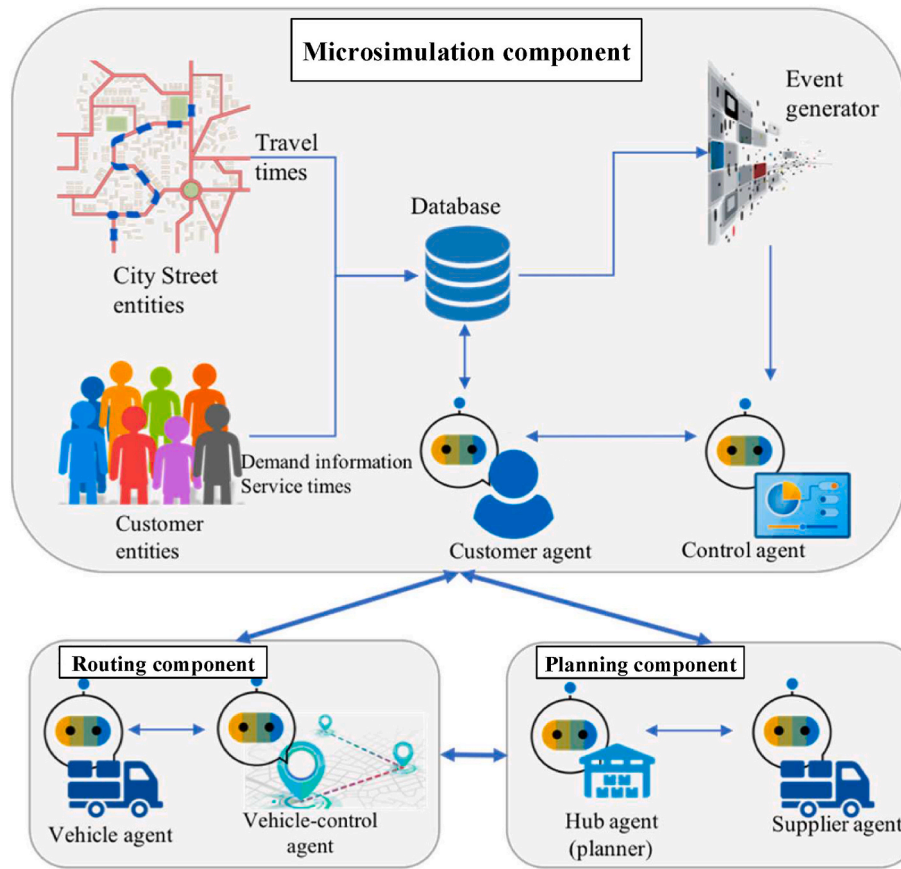 Microsimulation component
Event
generator
Travel
times
Database
City Street
entities
Demand information
Service times
Customer
entities
Customer agent
Control agent
Routing component
Planning component
Vehicle agent
Vehicle-control
agent
Hub agent
(planner)
Supplier agent